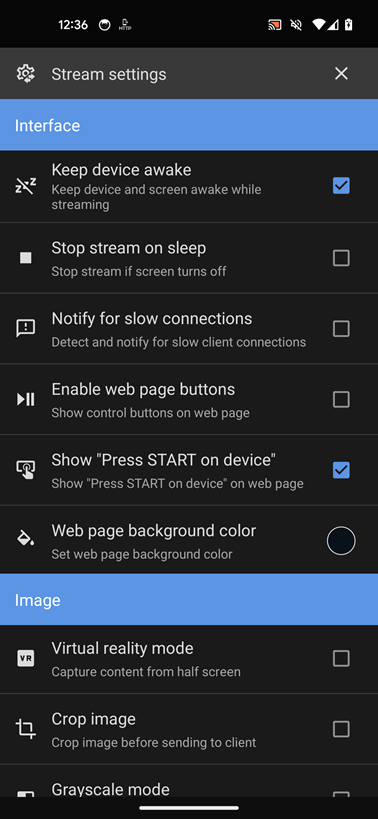 12:36
HTTP
Stream settings
Interface
Keep device awake
Keep device and screen awake while
streaming
Stop stream on sleep
Stop stream if screen turns off
Notify for slow connections
Detect and notify for slow client connections
Enable web page buttons
Show control buttons on web page
Show "Press START on device"
Show "Press START on device" on web page
Web page background color
Set web page background color
Image
VR
Virtual reality mode
Capture content from half screen
Crop image
Crop image before sending to client
Grayscale mode